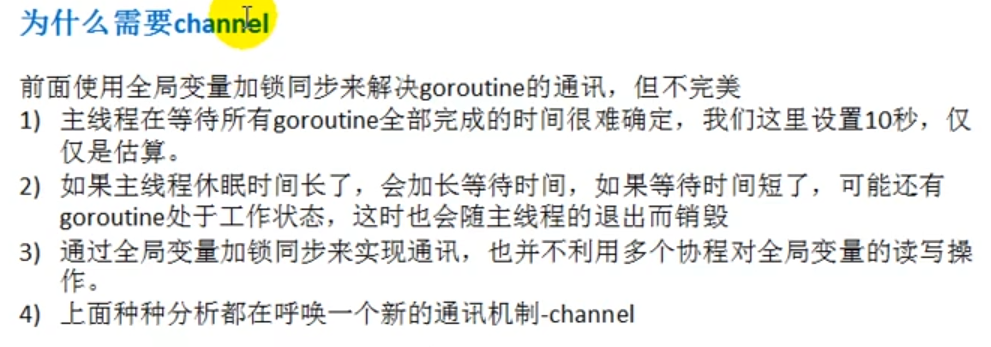 为什么需要channel
前面使用全局变量加锁同步来解决goroutine的通讯，但不完美
1) 主线程在等待所有goroutine全部完成的时间很难确定，我们这里设置10秒，仅
仅是估算。
2) 如果主线程休眠时间长了，会加长等待时间，如果等待时间短了，可能还有
goroutine处于工作状态，这时也会随主线程的退出而销毁
3) 通过全局变量加锁同步来实现通讯，也并不利用多个协程对全局变量的读写操
作。
4) 上面种种分析都在呼唤一个新的通讯机制-channel